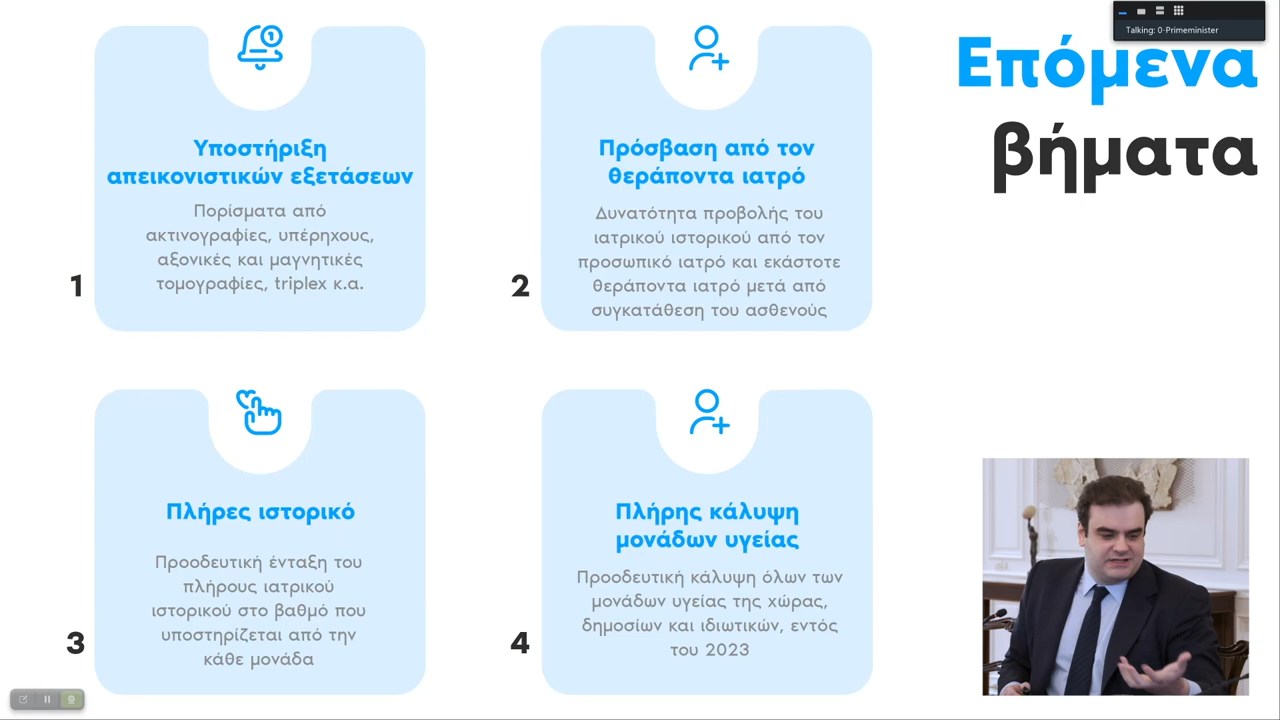 Talking: 0-Primeminister
Επόμενα
βήματα
1
Υποστήριξη
απεικονιστικών εξετάσεων
Πορίσματα από
ακτινογραφίες, υπέρηχους,
αξονικές και μαγνητικές
τομογραφίες, triplex κ.α.
2
Πρόσβαση από τον
θεράποντα ιατρό
Δυνατότητα προβολής του
ιατρικού ιστορικού από τον
προσωπικό ιατρό και εκάστοτε
θεράποντα ιατρό μετά από
συγκατάθεση του ασθενούς
3
Πλήρες ιστορικό
Προοδευτική ένταξη του
πλήρους ιατρικού
ιστορικού στο βαθμό που
υποστηρίζεται από την
κάθε μονάδα
4
Πλήρης κάλυψη
μονάδων υγείας
Προοδευτική κάλυψη όλων των
μονάδων υγείας της χώρας,
δημοσίων και ιδιωτικών, εντός
του 2023